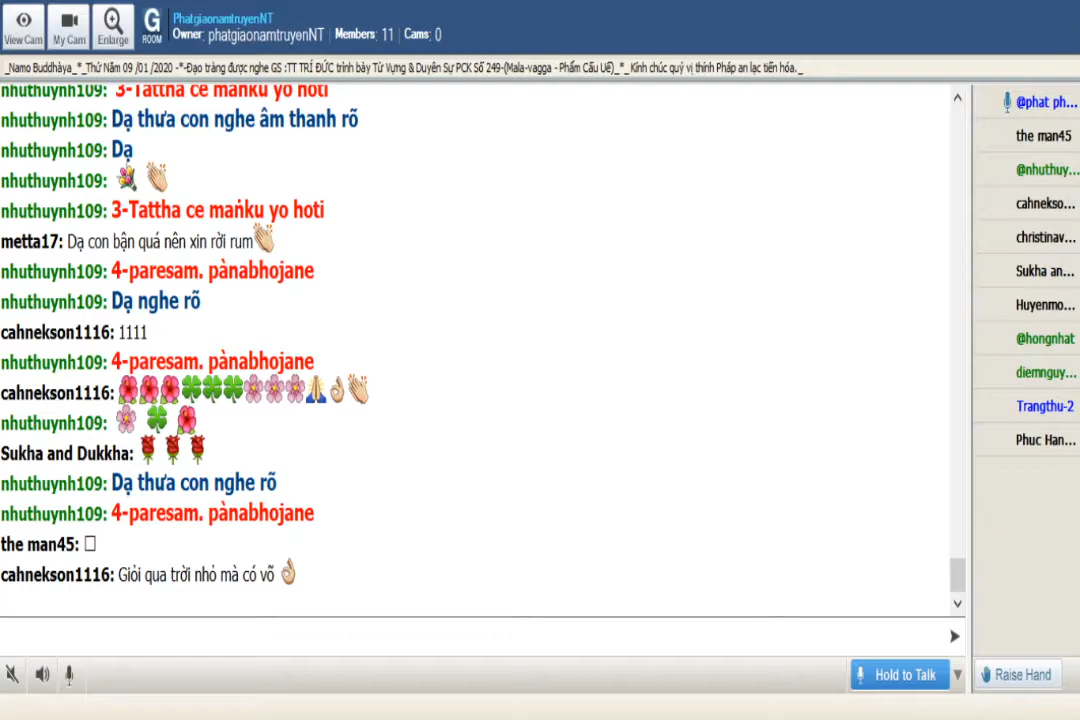 View Cam
My Cam
Enlarge
G
ROOM
PhatgiaonamtruyenNT
Owner: phatgiaonamtruyenNT | Members: 11 | Cams: 0
_Namo Buddhàya_*_Thứ Năm 09 /01 /2020 -*-Đạo tràng được nghe GS :TT TRÍ ĐỨC trình bày Từ Vựng & Duyên Sự PCK Số 249-(Mala-vagga - Phẩm Cấu Uế)_*_ Kính chúc quý vị thính Pháp an lạc tiến hóa._
nhuthuynh109: 3-Tattha ce maṅku yo hoti
nhuthuynh109: Dạ thưa con nghe âm thanh rõ
nhuthuynh109: Dạ
nhuthuynh109: 💐 👏
nhuthuynh109: 3-Tattha ce maṅku yo hoti
metta17: Dạ con bận quá nên xin rời rum👏
nhuthuynh109: 4-paresam. pànabhojane
nhuthuynh109: Dạ nghe rõ
cahnekson1116: 1111
nhuthuynh109: 4-paresam. pànabhojane
cahnekson1116: 🌺🌺🌺🍀🍀🍀🌸🌸🌸🙏👌👏
nhuthuynh109: 🌸 🍀 🌺
Sukha and Dukkha: 🌹 🌹 🌹
nhuthuynh109: Dạ thưa con nghe rõ
nhuthuynh109: 4-paresam. pànabhojane
the man45: □
cahnekson1116: Giỏi qua trời nhỏ mà có võ 👌
@phat ph...
the man45
@nhuthuy...
cahnekso...
christinav...
Sukha an...
Huyenmo...
@hongnhat
diemnguy...
Trangthu-2
Phuc Han...
Hold to Talk
Raise Hand